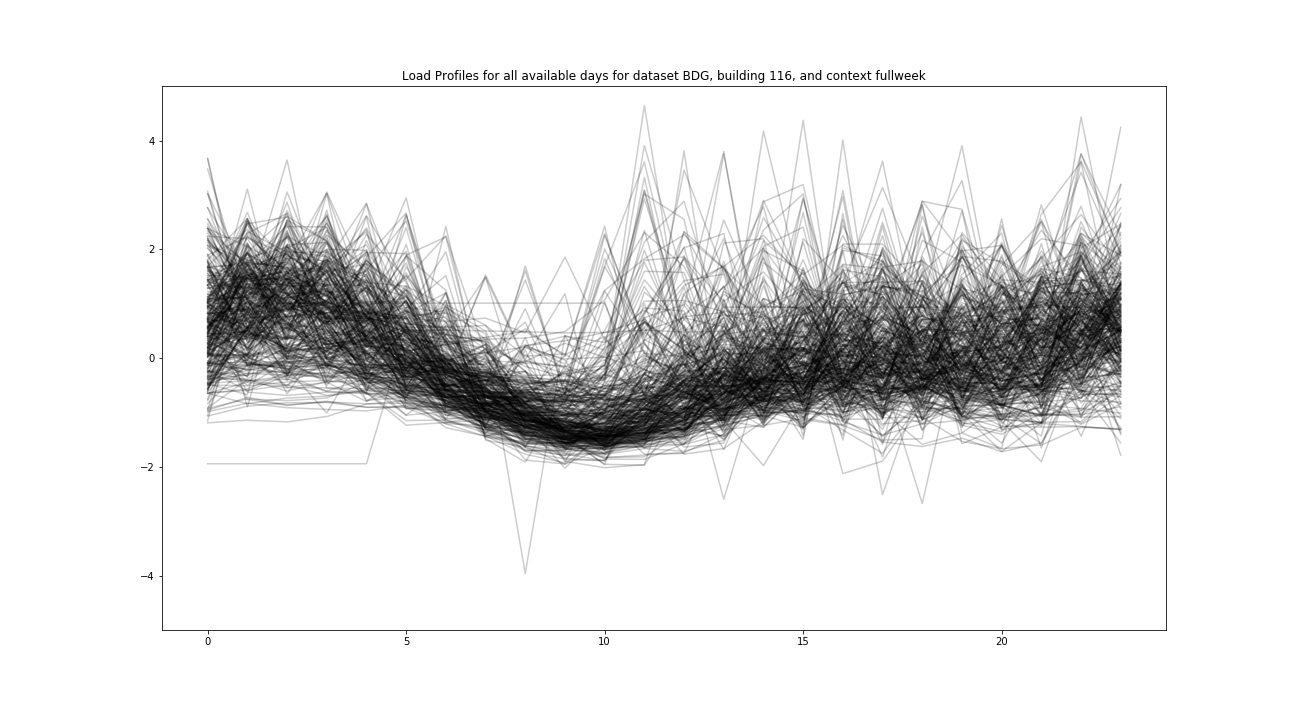 Load Profiles for all available days for dataset BDG, building 116, and context fullweek
4
2
0
−2
−4
0 5 10 15 20